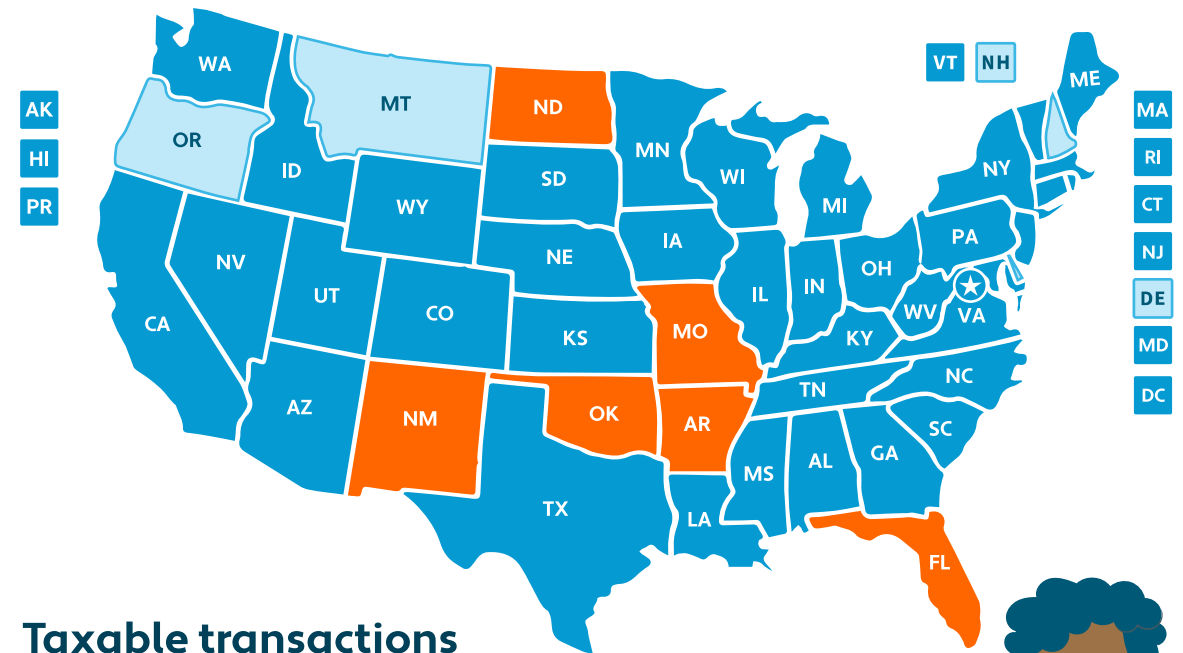 WA
VT
NH
ME
MT
AK
ND
MA
OR
MN
HI
RI
ID
SD
WI
NY
PR
WY
MI
CT
NV
NE
IA
PA
NJ
UT
OH
IN
IL
DE
CO
WV
VA
CA
KS
MO
KY
MD
TN
NC
DC
AZ
NM
OK
AR
SC
GA
AL
MS
TX
LA
FL
Taxable transactions